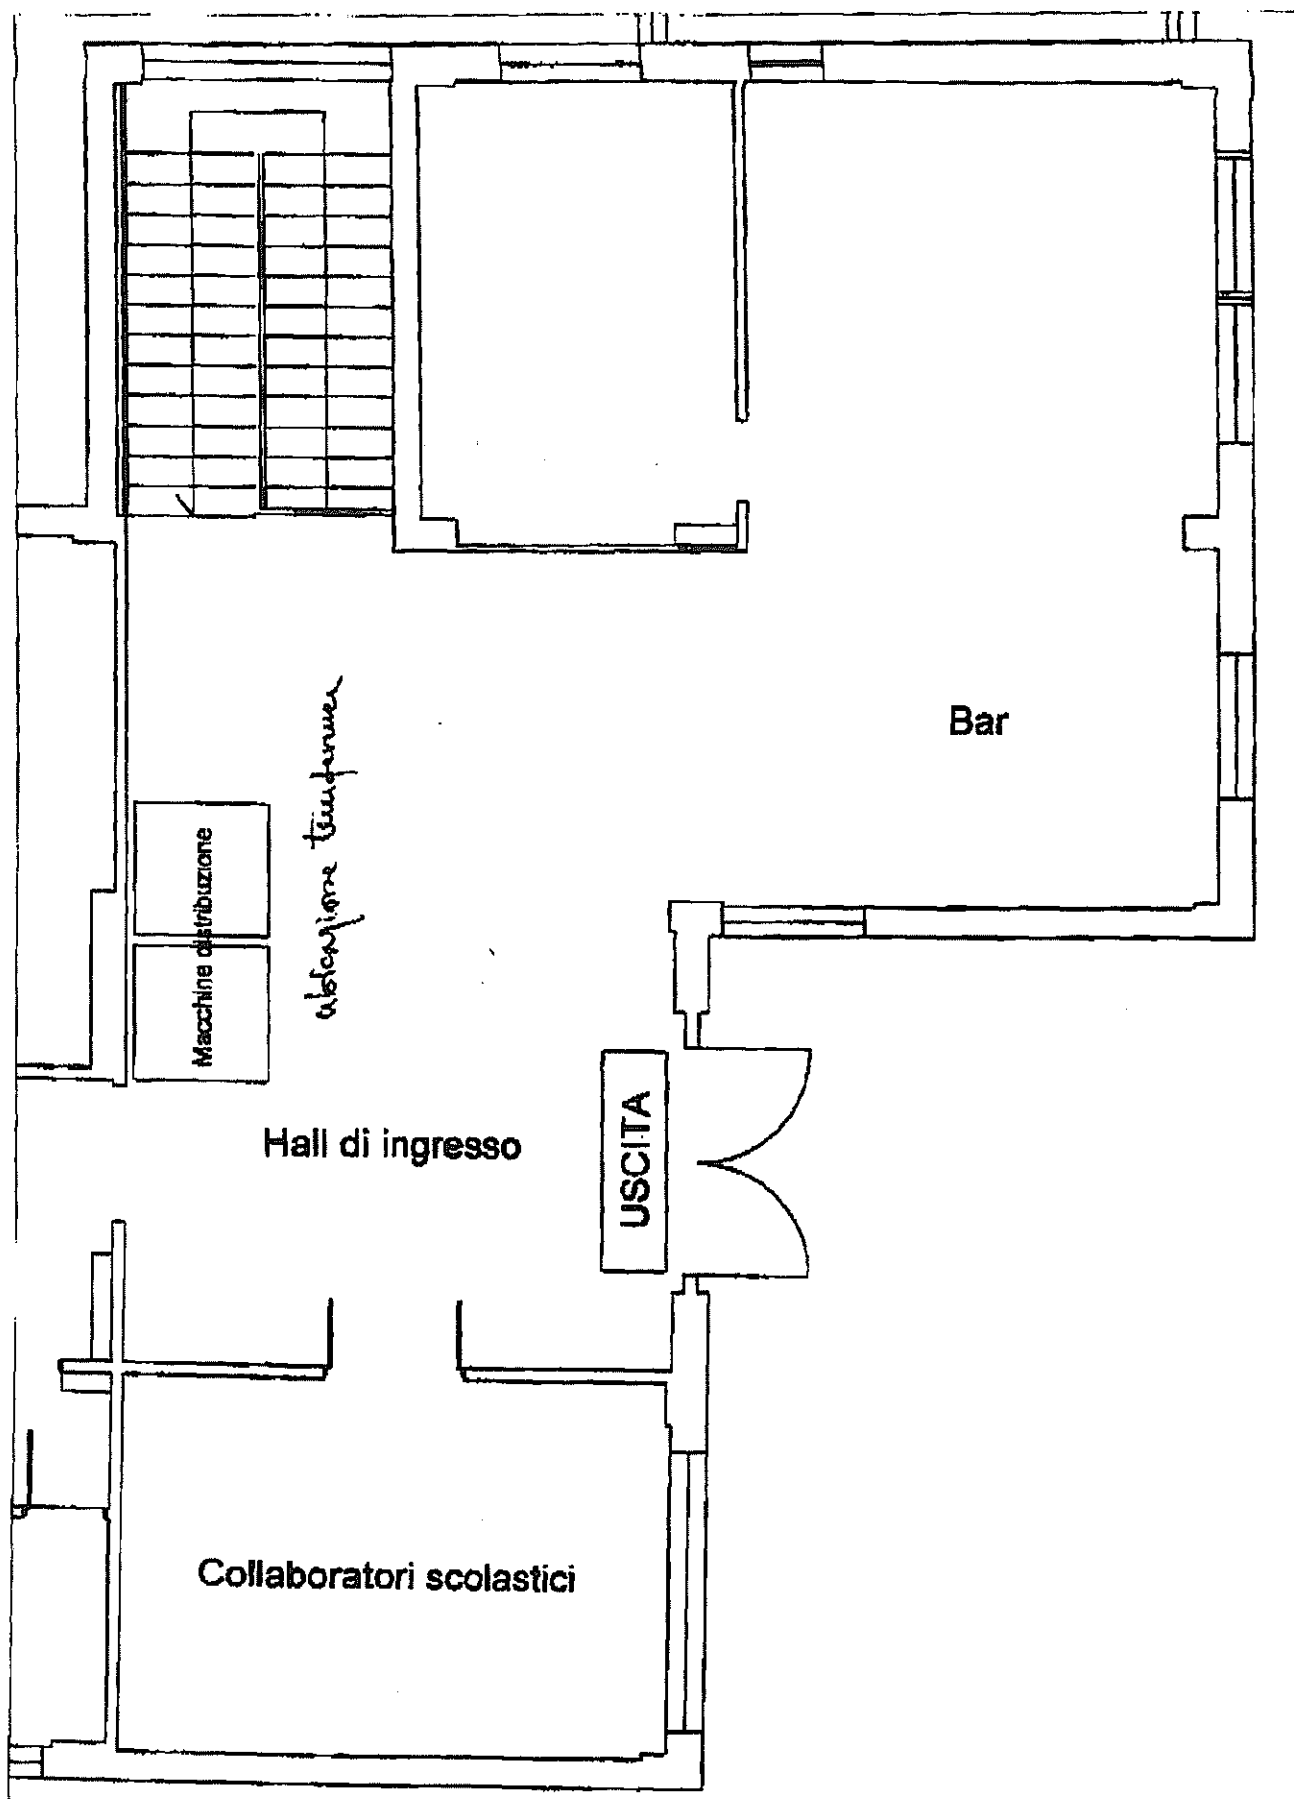 Bar
Macchine distribuzione
Hall di ingresso
USCITA
Collaboratori scolastici